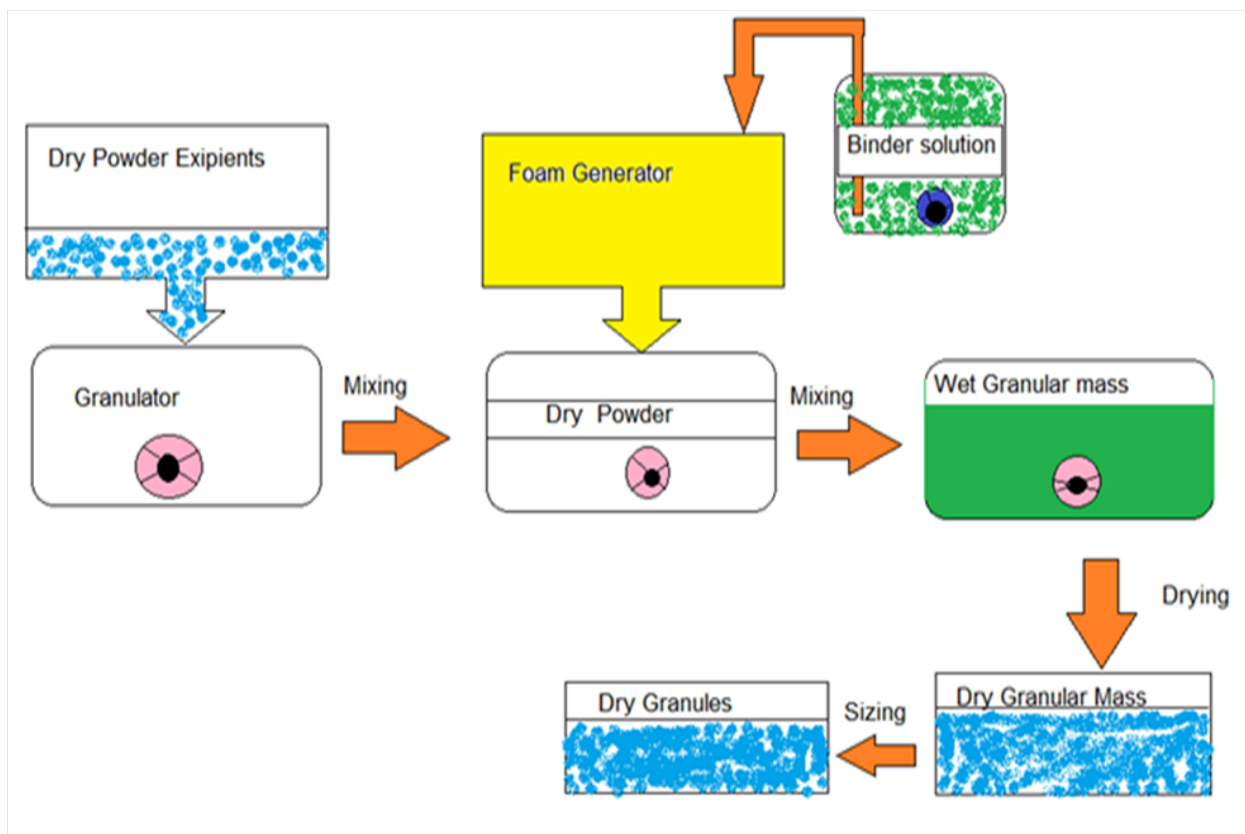 Dry Powder Exipients
Foam Generator
Binder solution
Granulator
Mixing
Dry Powder
Mixing
Wet Granular mass
Drying
Dry Granular Mass
Sizing
Dry Granules